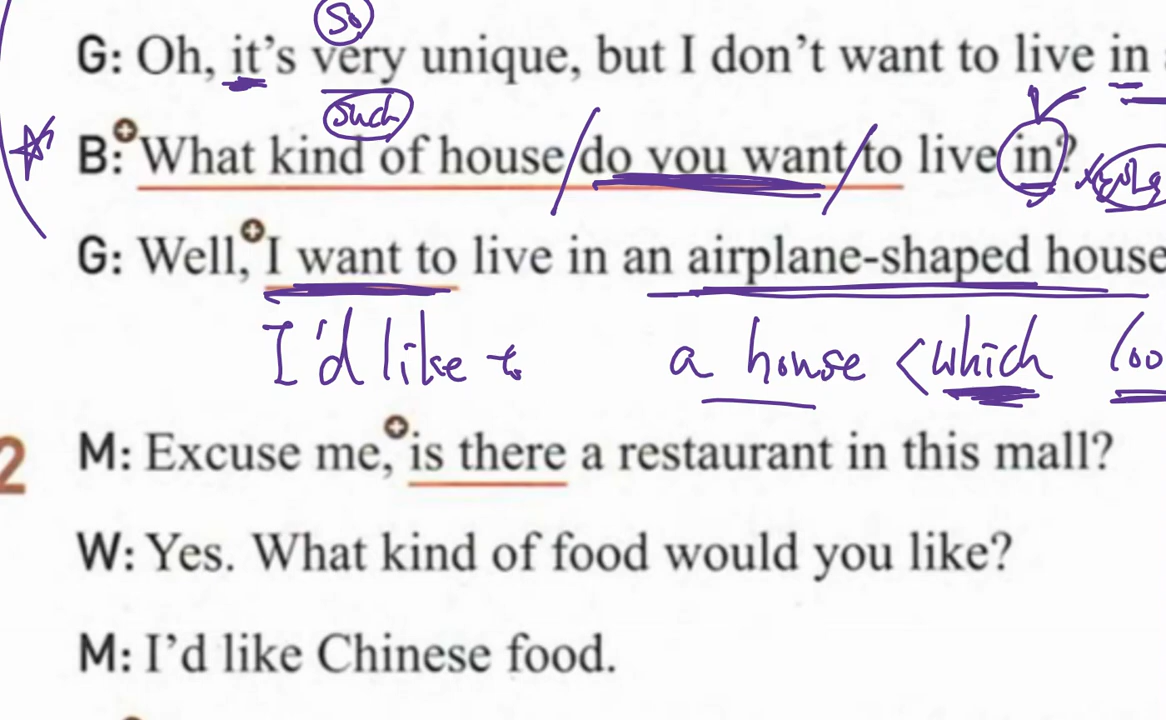 so
G: Oh, it's very unique, but I don't want to live in
such
B: What kind of house do you want to live in?
G: Well, I want to live in an airplane-shaped house
I'd like to a house <which loo
2 M: Excuse me, is there a restaurant in this mall?
W: Yes. What kind of food would you like?
M: I'd like Chinese food.